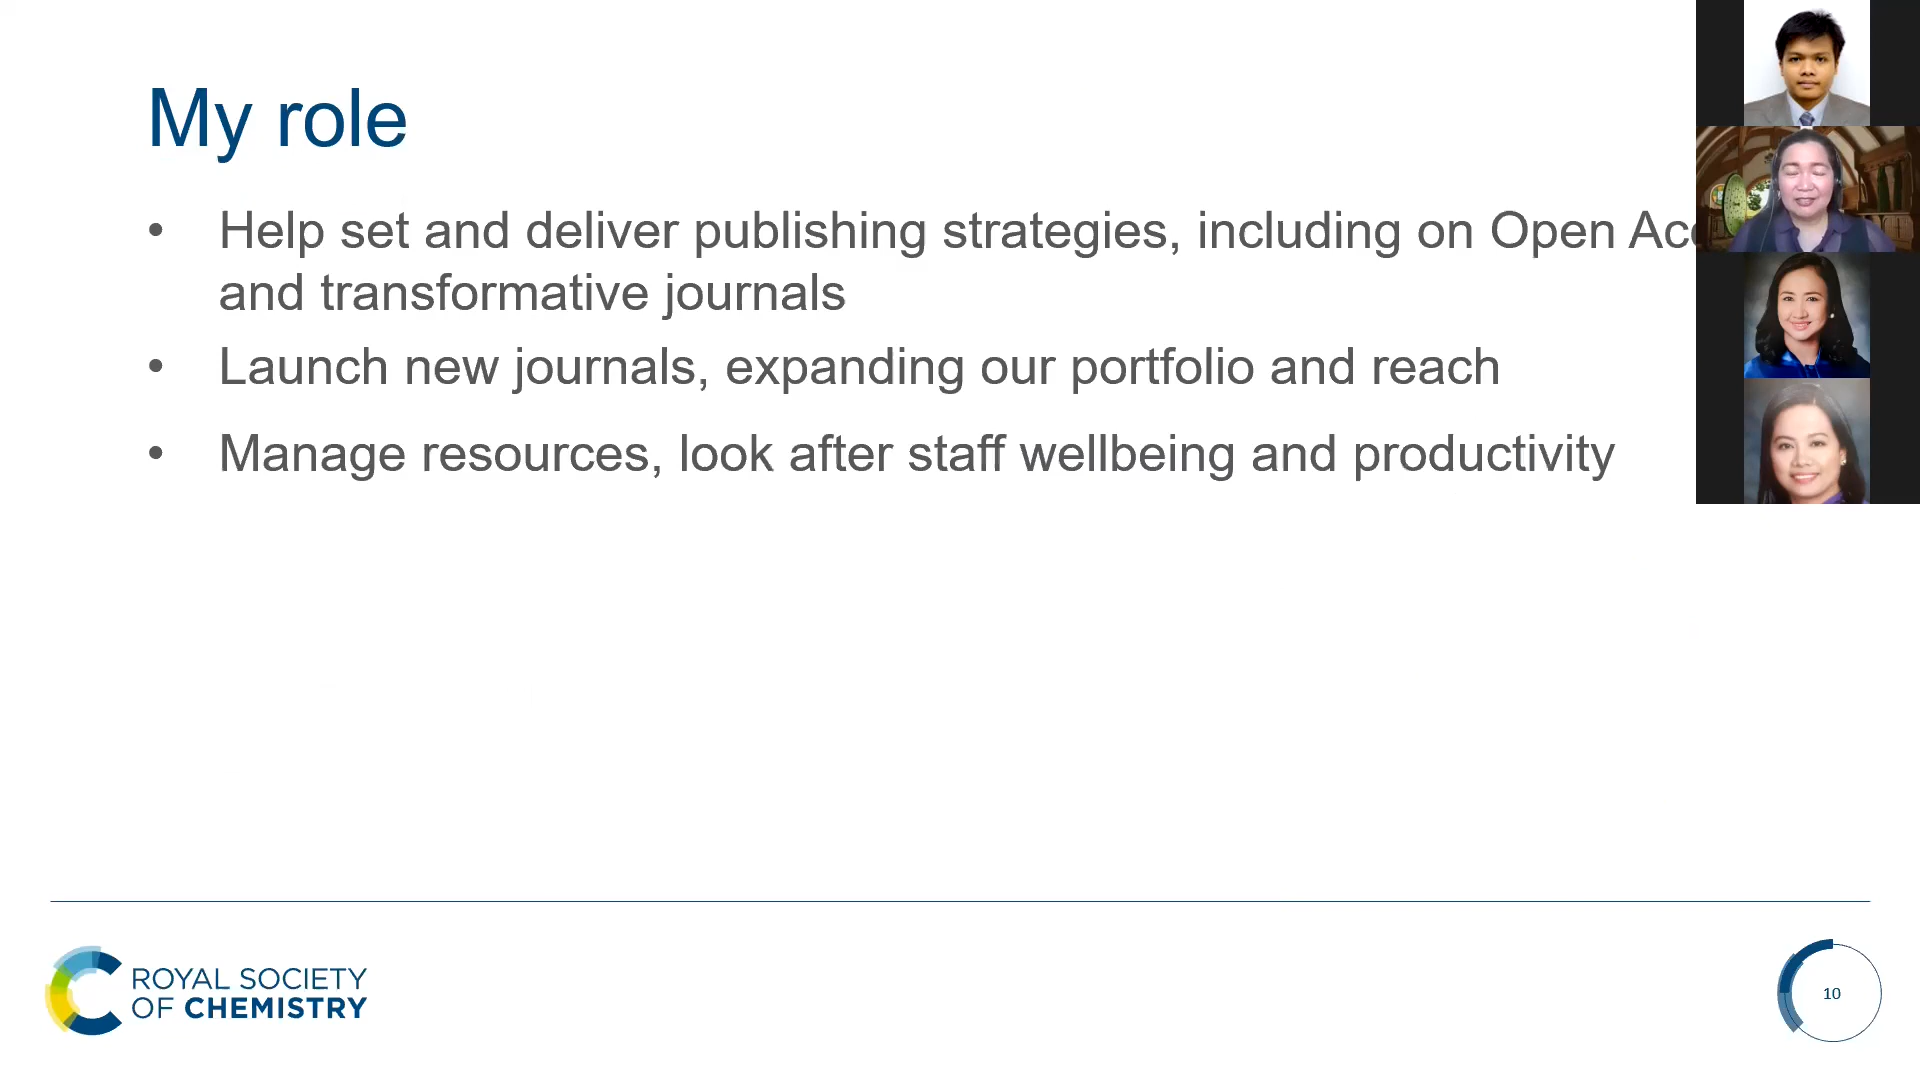 My role
• Help set and deliver publishing strategies, including on Open
and transformative journals
• Launch new journals, expanding our portfolio and reach
• Manage resources, look after staff wellbeing and productivity
ROYAL SOCIETY
OF CHEMISTRY
10